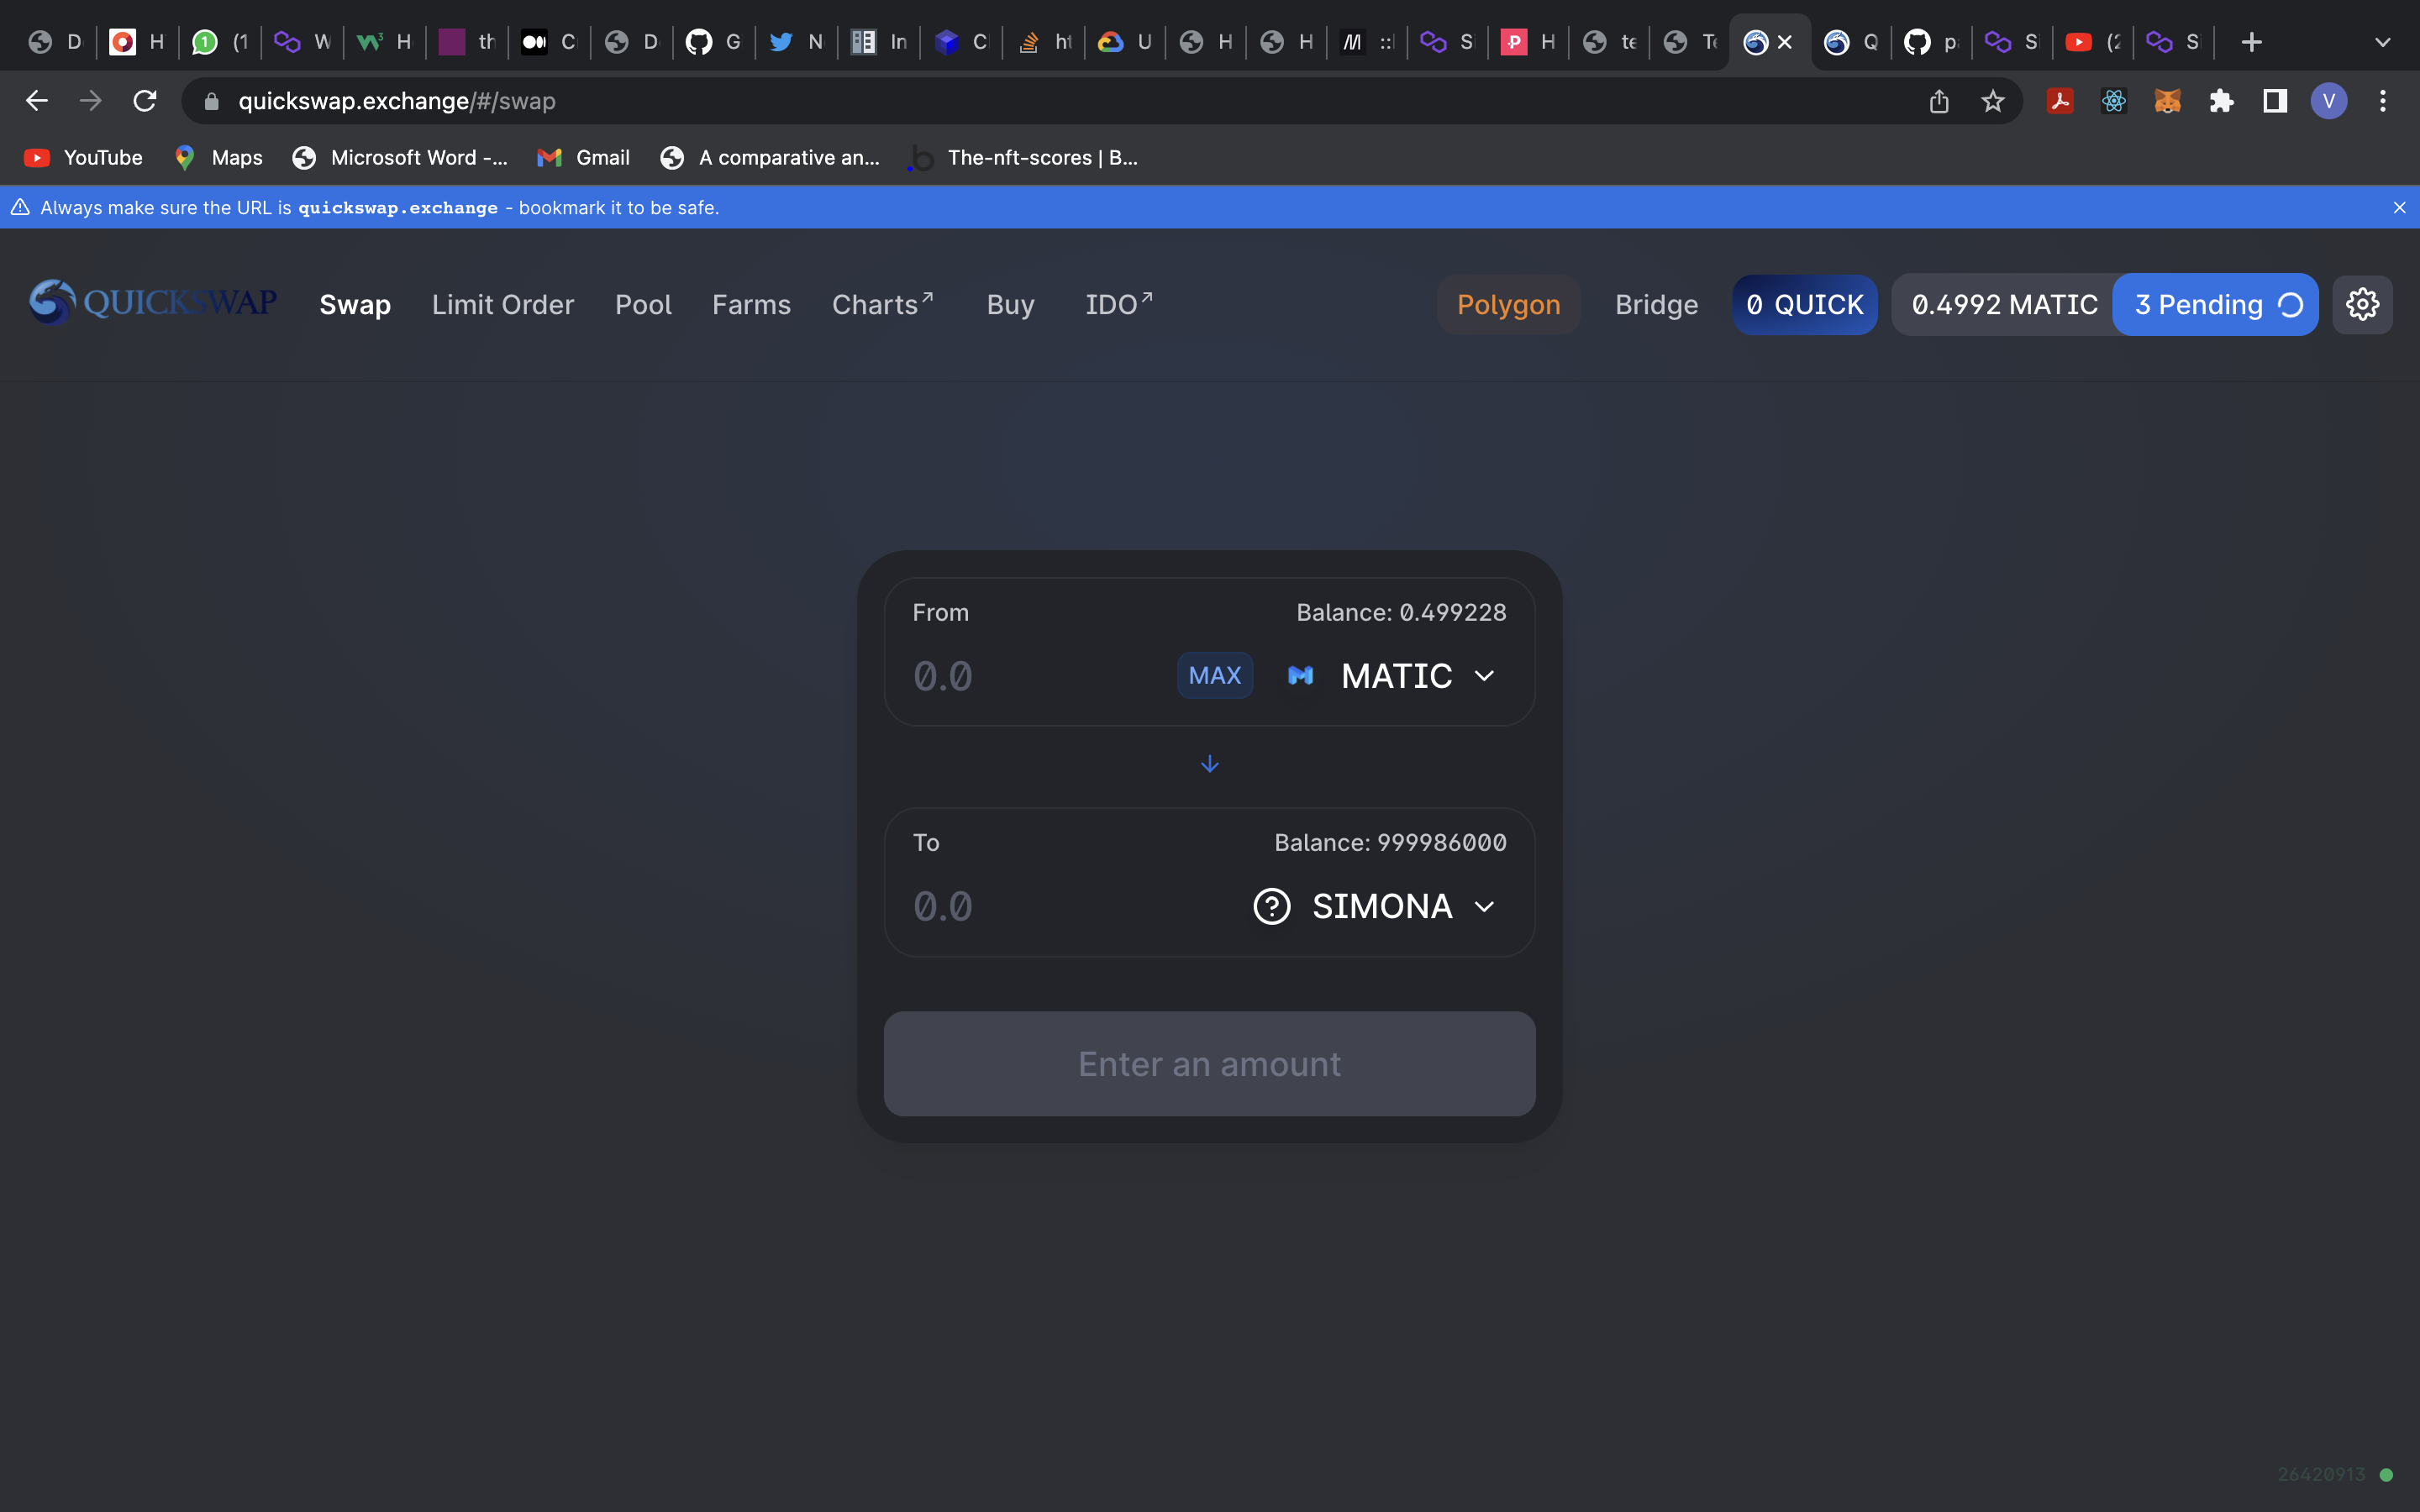 D H (1 W H th C D G N In C ht U H H :: S H te Te Q p S (2 S
quickswap.exchange/#/swap
V
YouTube Maps Microsoft Word -... Gmail A comparative an... The-nft-scores | B...
Always make sure the URL is quickswap.exchange - bookmark it to be safe.
QUICKSWAP Swap Limit Order Pool Farms Charts↗ Buy IDO↗ Polygon Bridge 0 QUICK 0.4992 MATIC 3 Pending
From Balance: 0.499228
0.0 MAX MATIC
To Balance: 999986000
0.0 SIMONA
Enter an amount
26420913